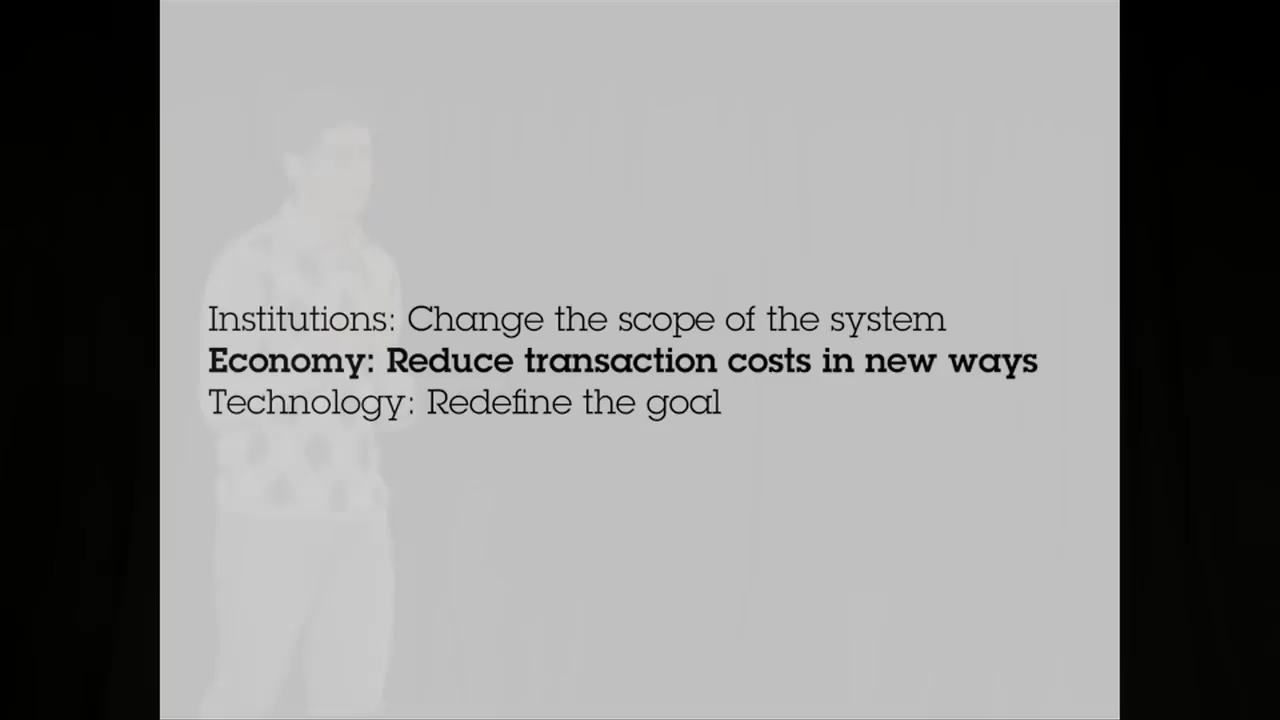 Institutions: Change the scope of the system
Economy: Reduce transaction costs in new ways
Technology: Redefine the goal